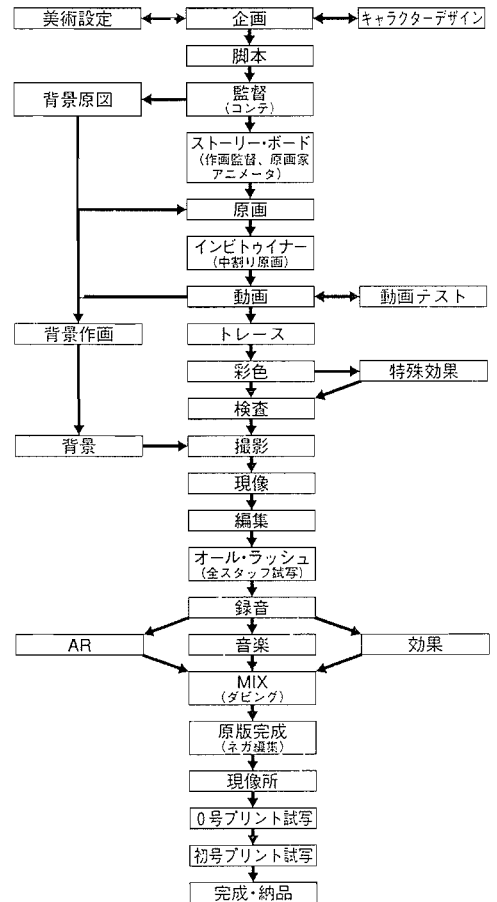 美術設定
企画
キャラクターデザイン
脚本
背景原図
監督
(コンテ)
ストーリー・ボード
(作画監督、原画家
アニメータ)
原画
インビトゥイナー
(中割り原画)
動画
動画テスト
背景作画
トレース
彩色
特殊効果
検査
背景
撮影
現像
編集
オール・ラッシュ
(全スタッフ試写)
録音
AR
音楽
効果
MIX
(ダビング)
原版完成
(ネガ編集)
現像所
0号プリント試写
初号プリント試写
完成・納品